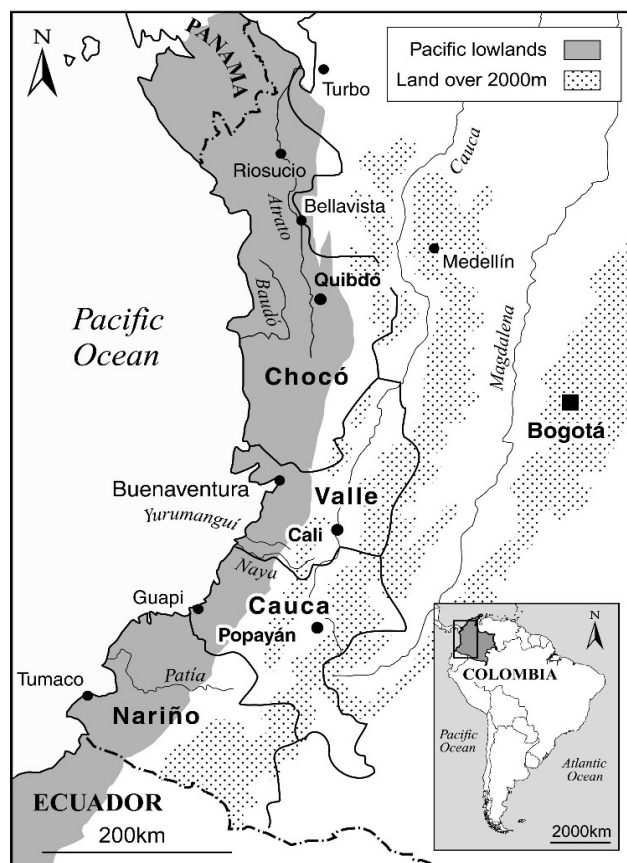 N
PANAMA
Turbo
Pacific lowlands
Land over 2000m
Cauca
Riosucio
Atrato
Bellavista
Medellín
Baudó
Quibdó
Magdalena
Pacific
Ocean
Chocó
Bogotá
Buenaventura
Valle
Yurumangui
Cali
Naya
Guapi
Cauca
Popayán
Patía
Tumaco
Nariño
ECUADOR
200km
N
COLOMBIA
Pacific
Ocean
Atlantic
Ocean
2000km